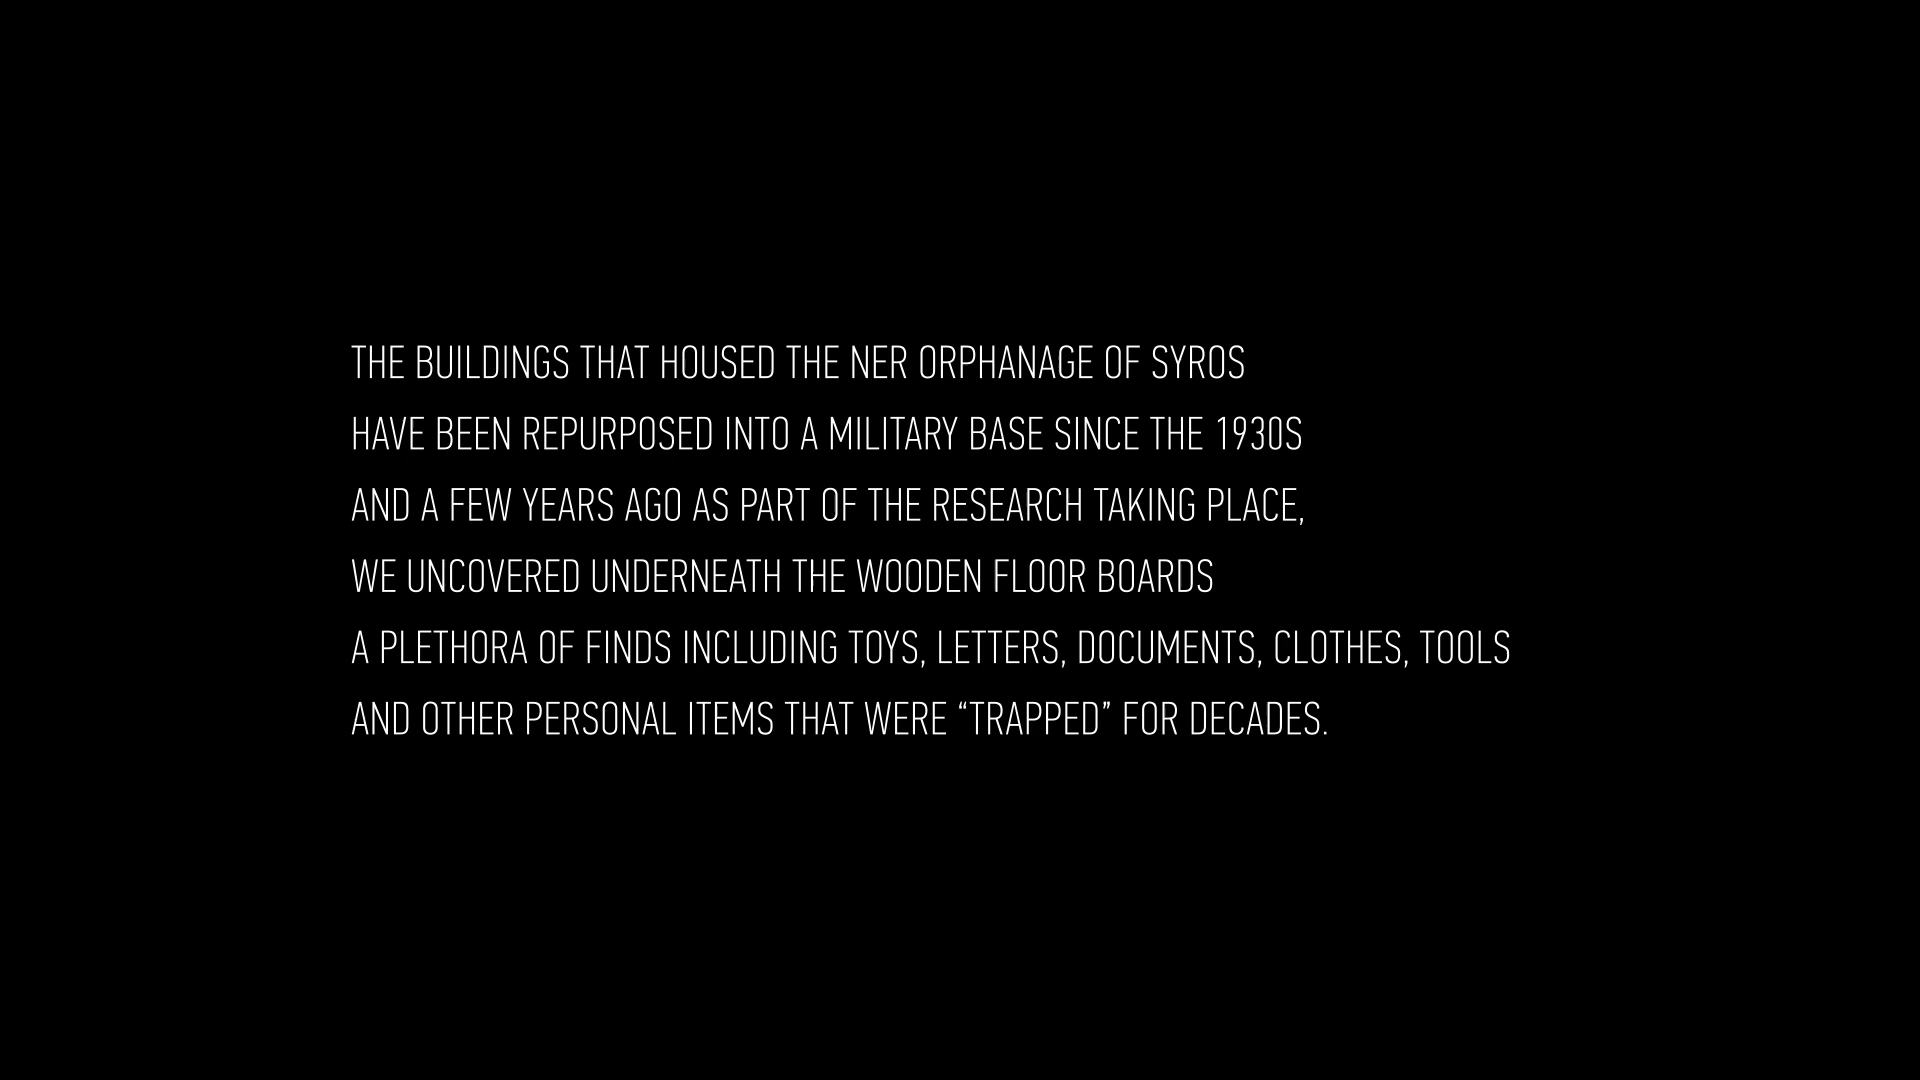 THE BUILDINGS THAT HOUSED THE NER ORPHANAGE OF SYROS
HAVE BEEN REPURPOSED INTO A MILITARY BASE SINCE THE 1930S
AND A FEW YEARS AGO AS PART OF THE RESEARCH TAKING PLACE,
WE UNCOVERED UNDERNEATH THE WOODEN FLOOR BOARDS
A PLETHORA OF FINDS INCLUDING TOYS, LETTERS, DOCUMENTS, CLOTHES, TOOLS
AND OTHER PERSONAL ITEMS THAT WERE “TRAPPED” FOR DECADES.